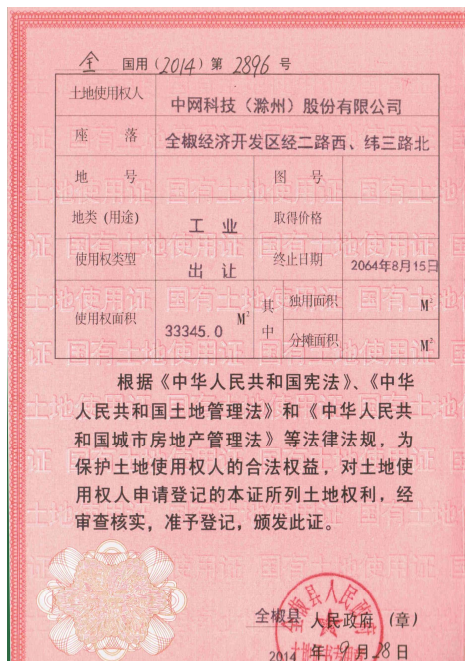 全 国用(2014)第 2896 号
土地使用权人 中网科技（滁州）股份有限公司
座 落 全椒经济开发区经二路西、纬三路北
地 号 图 号
地类(用途) 工 业 取得价格
使用权类型 出 让 终止日期 2064年8月15日
使用权面积 33345.0 M² 其中 独用面积 M²
分摊面积 M²
根据《中华人民共和国宪法》、《中华
人民共和国土地管理法》和《中华人民共
和国城市房地产管理法》等法律法规，为
保护土地使用权人的合法权益，对土地使
用权人申请登记的本证所列土地权利，经
审查核实，准予登记，颁发此证。
全椒县 人民政府 (章)
全椒县人民政府
2014 年 9 月 28 日